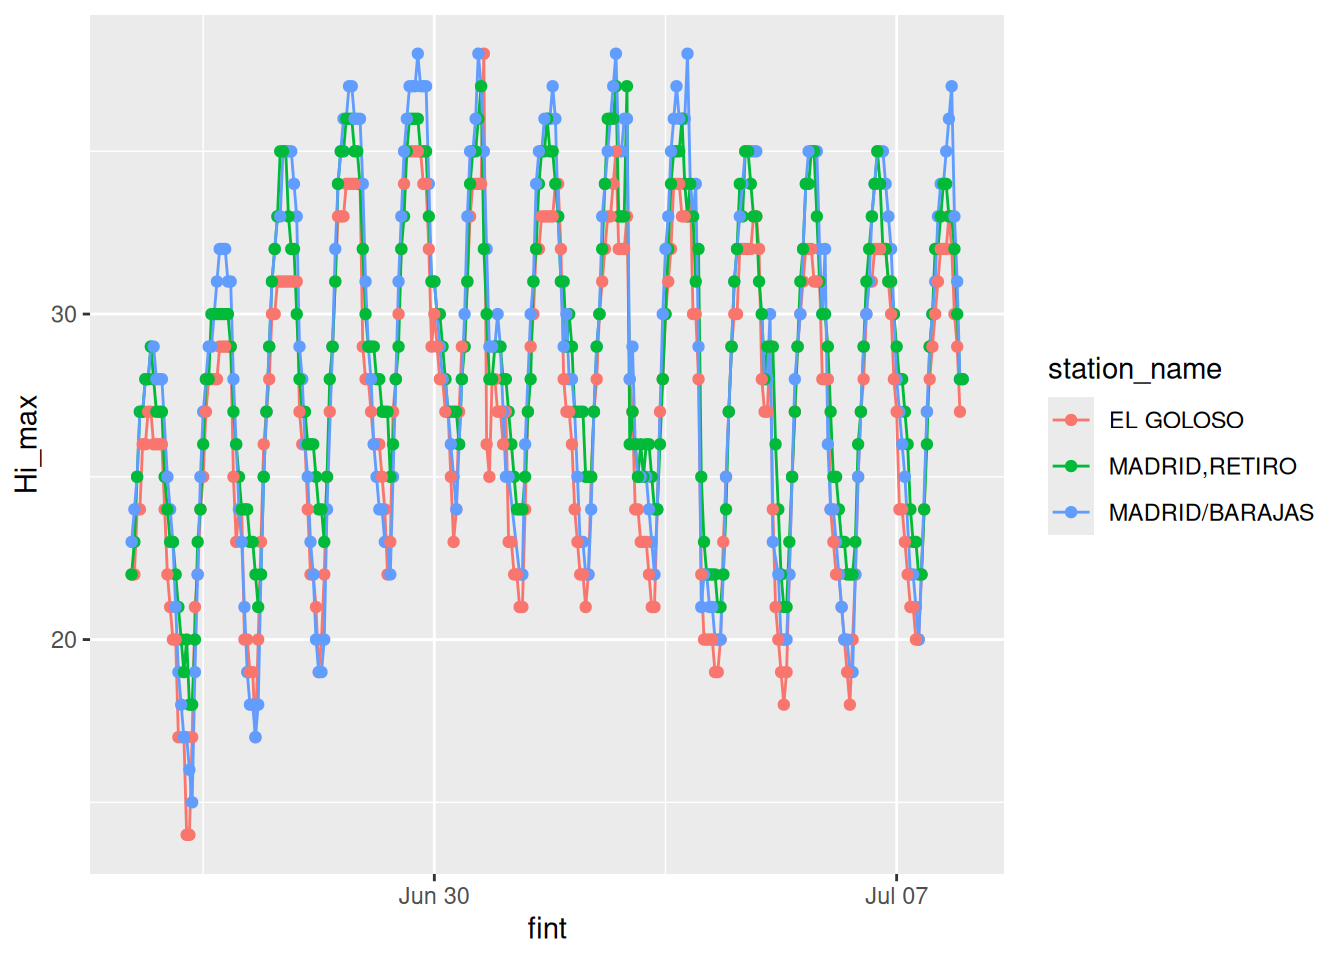 Hi_max
30
20
Jun 30
Jul 07
fint
station_name
EL GOLOSO
MADRID,RETIRO
MADRID/BARAJAS